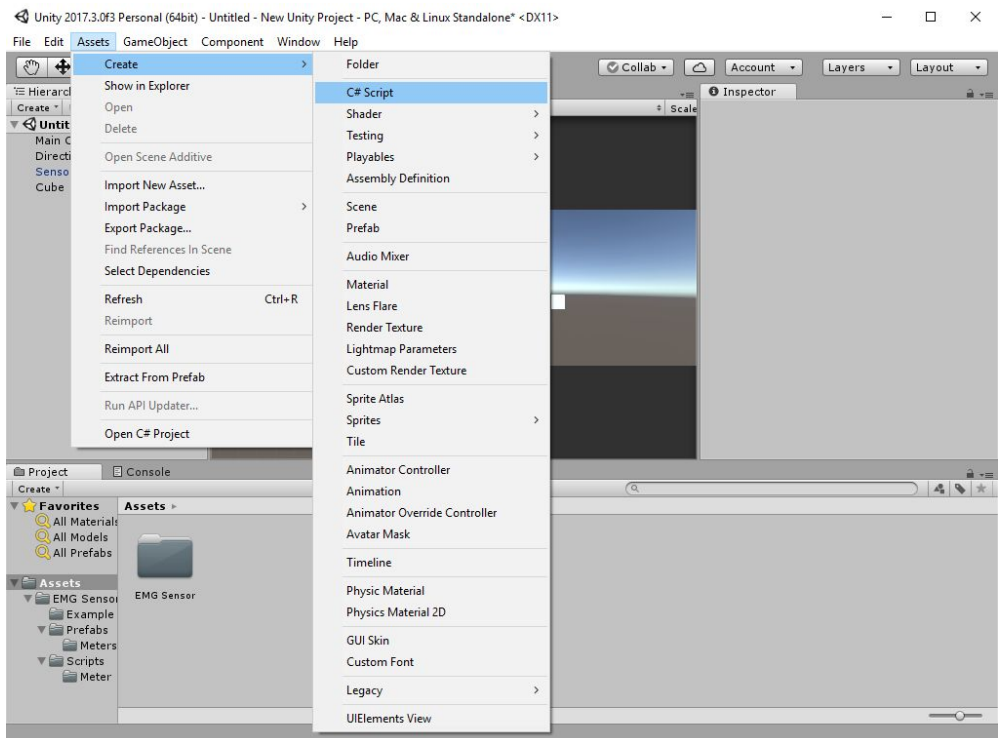 Unity 2017.3.0f3 Personal (64bit) - Untitled - New Unity Project - PC, Mac & Linux Standalone* <DX11>
File Edit Assets GameObject Component Window Help
Collab Account Layers Layout
Hierarcl
Create
Untit
Main C
Directi
Senso
Cube
Create
Show in Explorer
Open
Delete
Open Scene Additive
Import New Asset...
Import Package
Export Package...
Find References In Scene
Select Dependencies
Refresh Ctrl+R
Reimport
Reimport All
Extract From Prefab
Run API Updater...
Open C# Project
Folder
C# Script
Shader
Testing
Playables
Assembly Definition
Scene
Prefab
Audio Mixer
Material
Lens Flare
Render Texture
Lightmap Parameters
Custom Render Texture
Sprite Atlas
Sprites
Tile
Animator Controller
Animation
Animator Override Controller
Avatar Mask
Timeline
Physic Material
Physics Material 2D
GUI Skin
Custom Font
Legacy
UIElements View
Scale
Inspector
Project Console
Create
Favorites
All Materials
All Models
All Prefabs
Assets
EMG Sensor
Example
Prefabs
Meters
Scripts
Meter
Assets
EMG Sensor